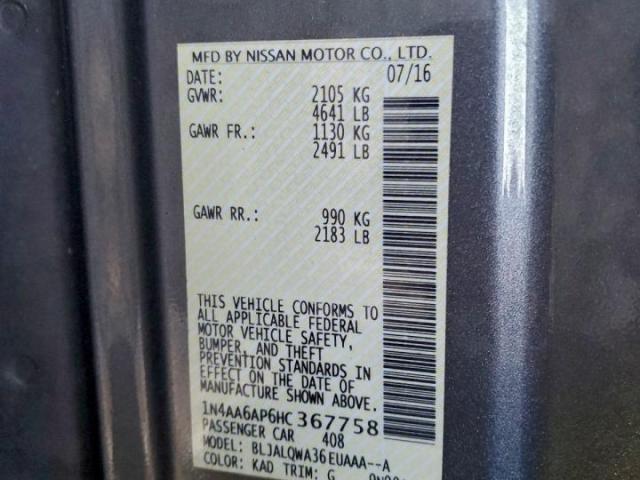 MFD BY NISSAN MOTOR CO., LTD.
DATE: 07/16
GVWR: 2105 KG
4641 LB
GAWR FR.: 1130 KG
2491 LB
GAWR RR.: 990 KG
2183 LB
THIS VEHICLE CONFORMS TO
ALL APPLICABLE FEDERAL
MOTOR VEHICLE SAFETY,
BUMPER, AND THEFT
PREVENTION STANDARDS IN
EFFECT ON THE DATE OF
MANUFACTURE SHOWN ABOVE.
1N4AA6AP6HC367758
PASSENGER CAR 408
MODEL: BLJALQWA36EUAAA--A
COLOR: KAD TRIM: G